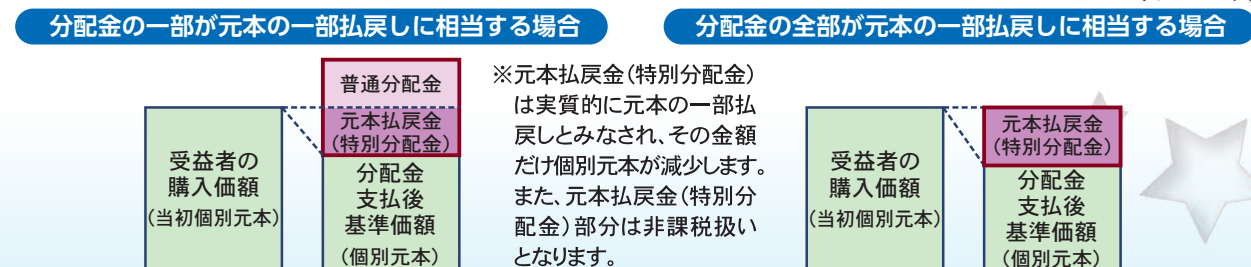 分配金の一部が元本の一部払戻しに相当する場合
普通分配金
元本払戻金
(特別分配金)
受益者の
購入価額
(当初個別元本)
分配金
支払後
基準価額
(個別元本)
※元本払戻金(特別分配金)
は実質的に元本の一部払
戻しとみなされ、その金額
だけ個別元本が減少します。
また、元本払戻金(特別分
配金)部分は非課税扱い
となります。
分配金の全部が元本の一部払戻しに相当する場合
元本払戻金
(特別分配金)
受益者の
購入価額
(当初個別元本)
分配金
支払後
基準価額
(個別元本)